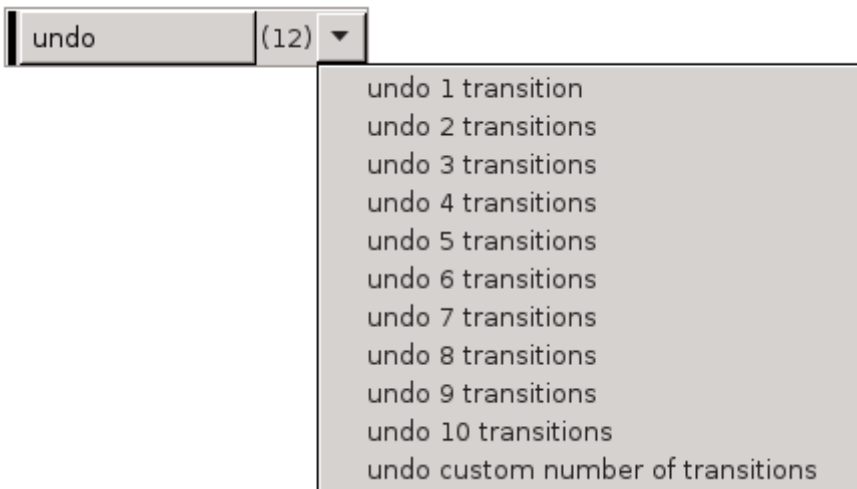 undo (12)
undo 1 transition
undo 2 transitions
undo 3 transitions
undo 4 transitions
undo 5 transitions
undo 6 transitions
undo 7 transitions
undo 8 transitions
undo 9 transitions
undo 10 transitions
undo custom number of transitions